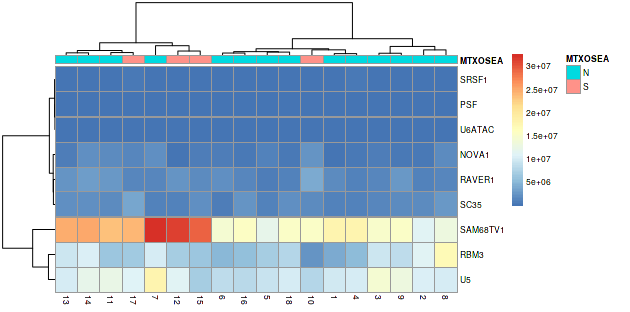 MTXOSEA
SRSF1
PSF
U6ATAC
NOVA1
RAVER1
SC35
SAM68TV1
RBM3
U5
13 14 11 17 7 12 15 6 16 5 18 10 1 4 3 9 2 8
3e+07
2.5e+07
2e+07
1.5e+07
1e+07
5e+06
MTXOSEA
N
S